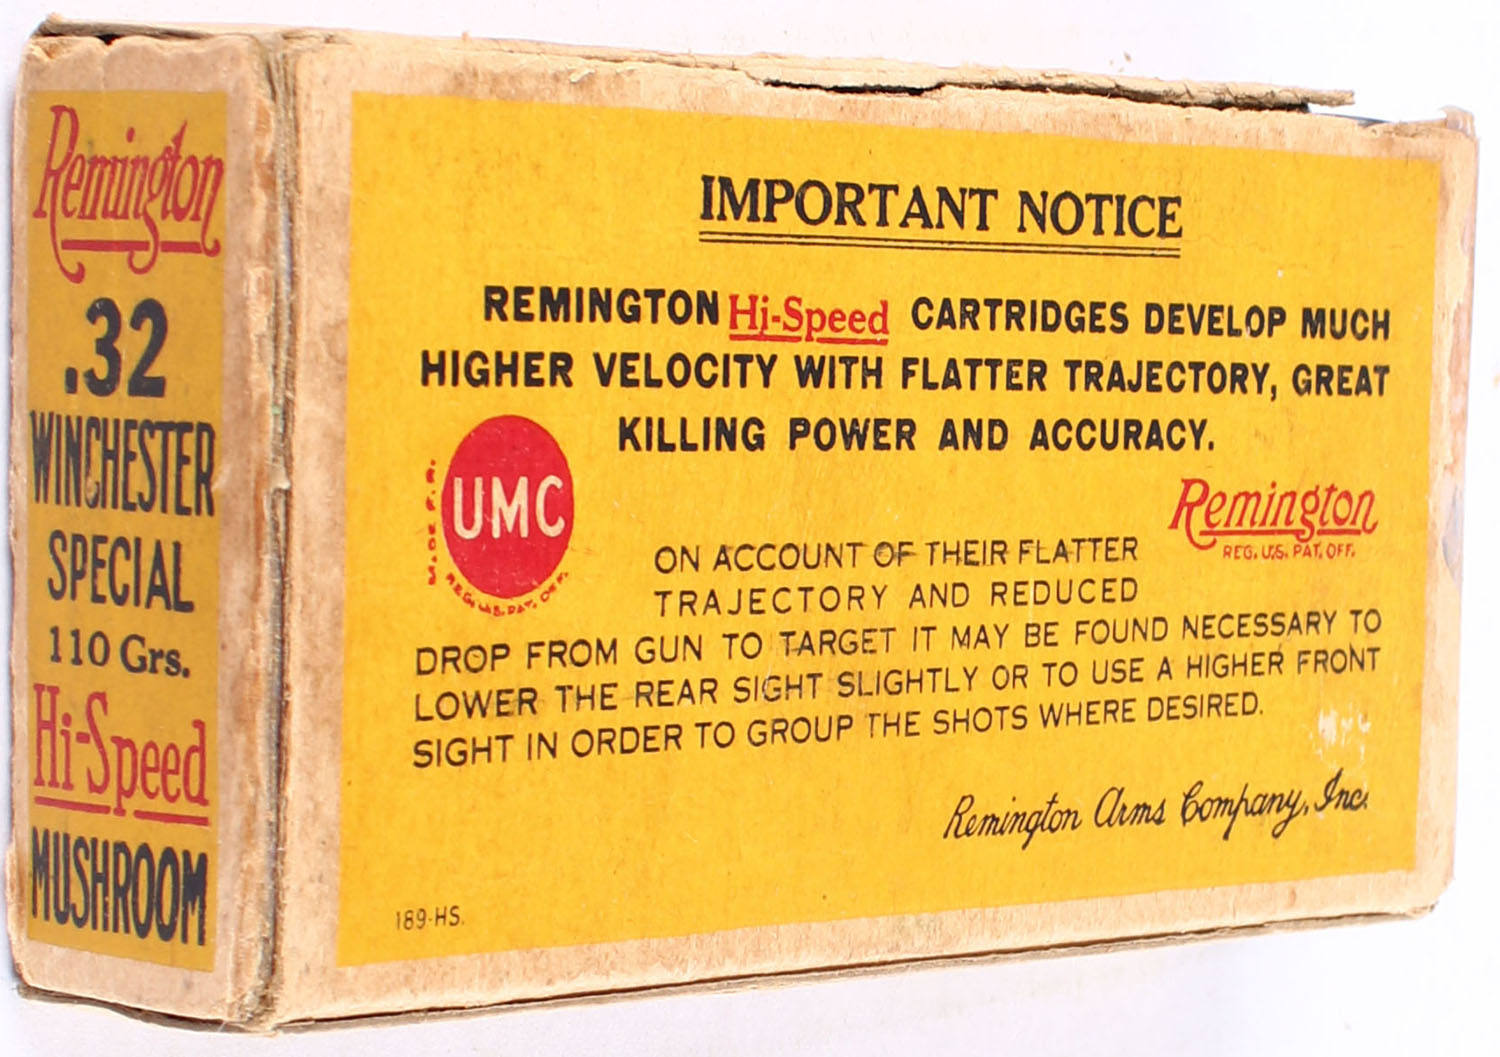 Remington
.32
WINCHESTER
SPECIAL
110 Grs.
Hi-Speed
MUSHROOM
IMPORTANT NOTICE
REMINGTON Hi-Speed CARTRIDGES DEVELOP MUCH
HIGHER VELOCITY WITH FLATTER TRAJECTORY, GREAT
KILLING POWER AND ACCURACY.
UMC
M. DE F. R.
REG. U.S. PAT. OFF.
Remington
REG. U.S. PAT. OFF.
ON ACCOUNT OF THEIR FLATTER
TRAJECTORY AND REDUCED
DROP FROM GUN TO TARGET IT MAY BE FOUND NECESSARY TO
LOWER THE REAR SIGHT SLIGHTLY OR TO USE A HIGHER FRONT
SIGHT IN ORDER TO GROUP THE SHOTS WHERE DESIRED.
Remington Arms Company, Inc.
189-HS.